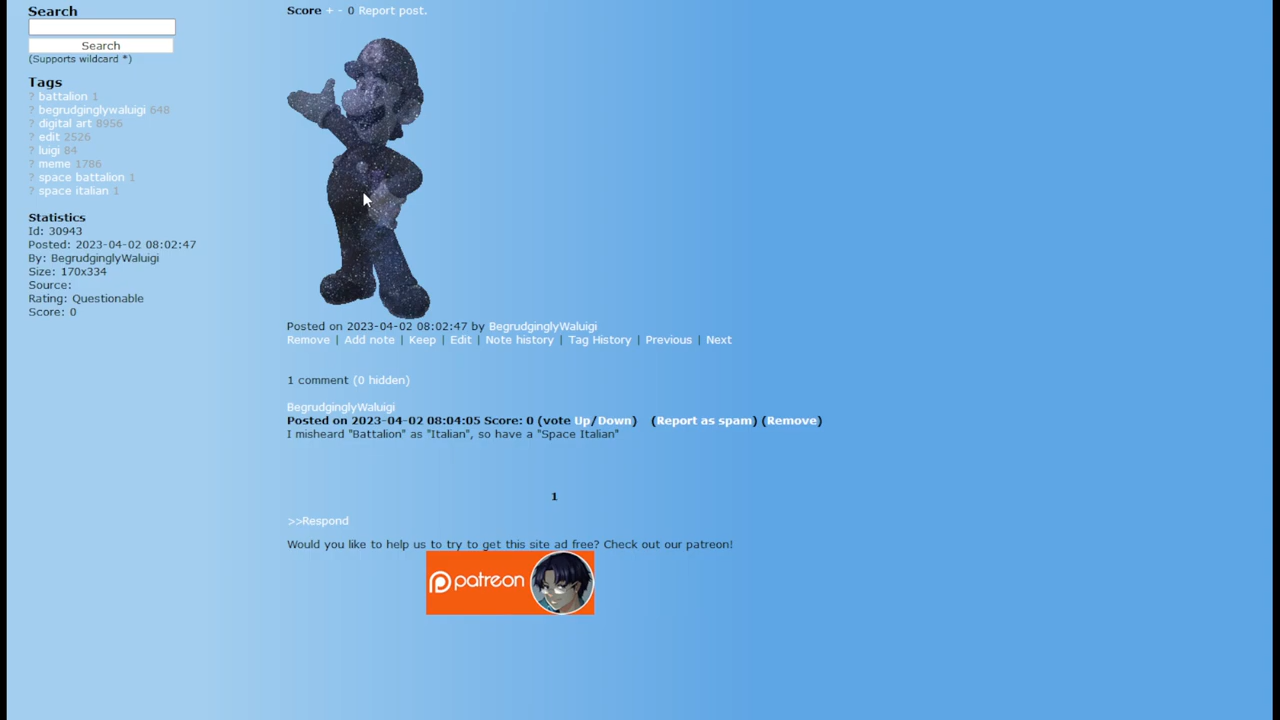 Search
Search
(Supports wildcard *)
Tags
? battalion 1
? begrudginglywaluigi 648
? digital art 8956
? edit 2526
? luigi 84
? meme 1786
? space battalion 1
? space italian 1
Statistics
Id: 30943
Posted: 2023-04-02 08:02:47
By: BegrudginglyWaluigi
Size: 170x334
Source:
Rating: Questionable
Score: 0
Score + - 0 Report post.
Posted on 2023-04-02 08:02:47 by BegrudginglyWaluigi
Remove | Add note | Keep | Edit | Note history | Tag History | Previous | Next
1 comment (0 hidden)
BegrudginglyWaluigi
Posted on 2023-04-02 08:04:05 Score: 0 (vote Up/Down) (Report as spam) (Remove)
I misheard "Battalion" as "Italian", so have a "Space Italian"
1
>>Respond
Would you like to help us to try to get this site ad free? Check out our patreon!
patreon